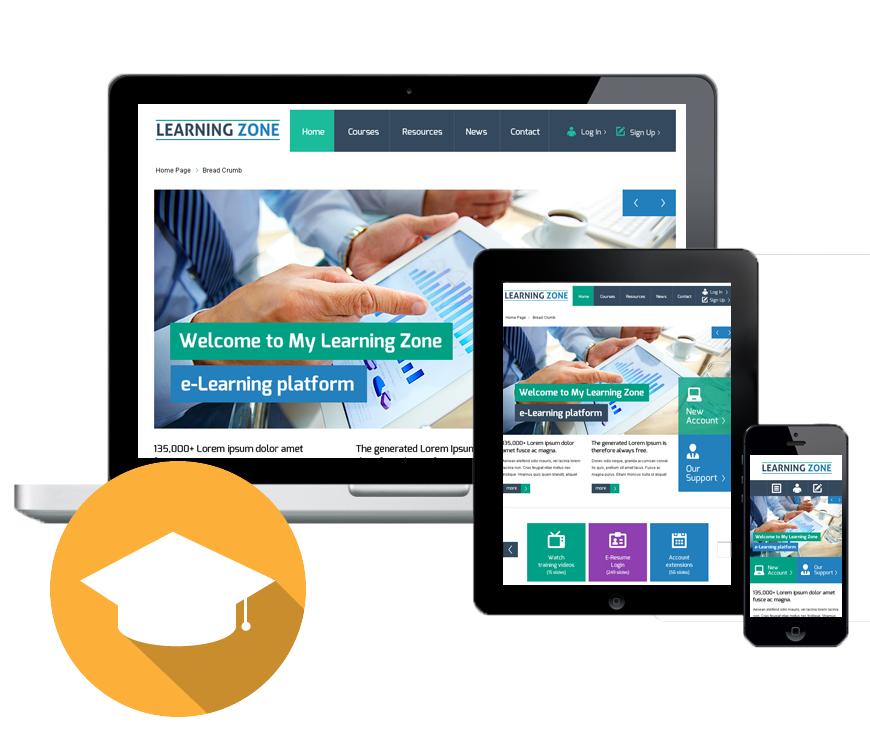 LEARNING ZONE
Home
Courses
Resources
News
Contact
Log In
Sign Up
Home Page > Bread Crumb
Welcome to My Learning Zone
e-Learning platform
135,000+ Lorem ipsum dolor amet
The generated Lorem Ipsum
LEARNING ZONE
Home
Courses
Resources
News
Contact
Log In
Sign Up
Home Page > Bread Crumb
Welcome to My Learning Zone
e-Learning platform
New
Account
Our
Support
135,000+ Lorem ipsum dolor
amet fusce ac magna.
The generated Lorem Ipsum is
therefore always free.
more
more
Watch
training videos
(15 slides)
E-Resume
Login
(249 slides)
Account
extensions
(56 slides)
LEARNING ZONE
Welcome to My Learning Zone
e-Learning platform
New
Account
Our
Support
135,000+ Lorem ipsum dolor amet
fusce ac magna.